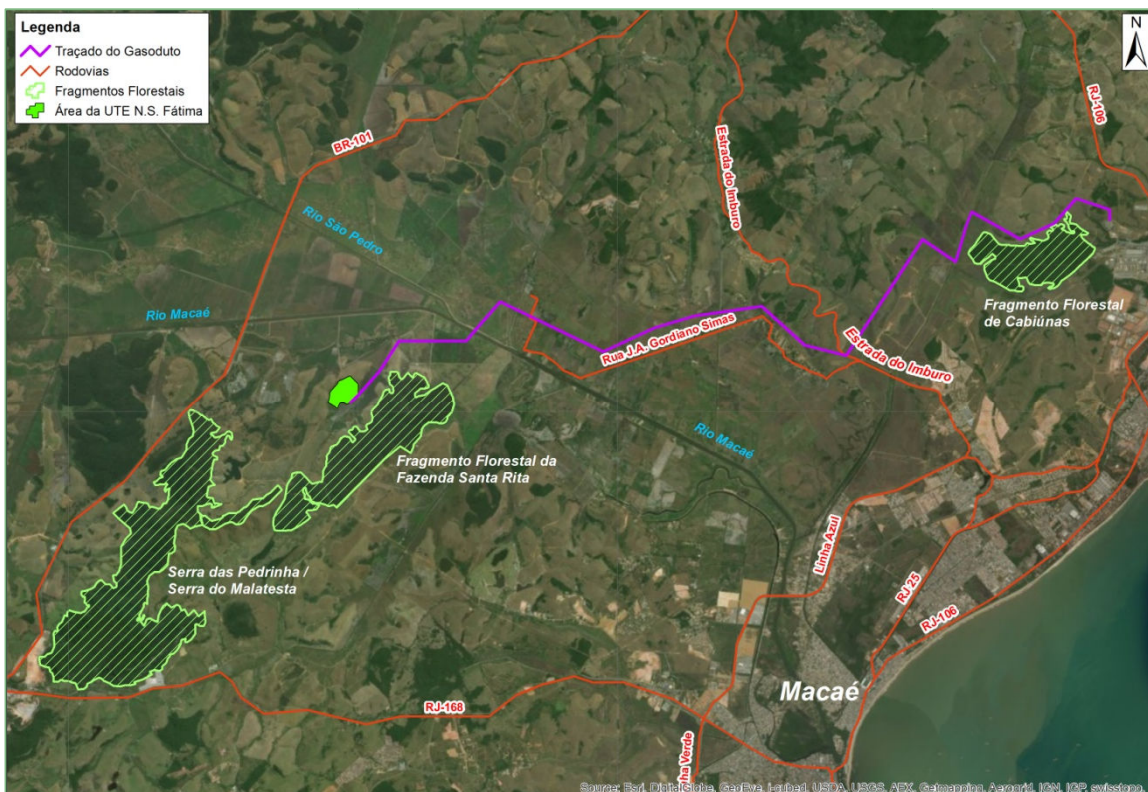 Legenda
Traçado do Gasoduto
Rodovias
Fragmentos Florestais
Área da UTE N.S. Fátima
N
BR-101
RJ-106
Estrada do Imburo
Rio São Pedro
Rio Macaé
Fragmento Florestal
de Cabiúnas
Rua J.A. Gordiano Simas
Estrada do Imburo
Rio Macaé
Fragmento Florestal da
Fazenda Santa Rita
Linha Azul
Serra das Pedrinha /
Serra do Malatesta
RJ-25
RJ-106
Macaé
RJ-168
nha Verde
Source: Esri, DigitalGlobe, GeoEye, i-cubed, USDA, USGS, AEX, Getmapping, Aerogrid, IGN, IGP, swisstopo,